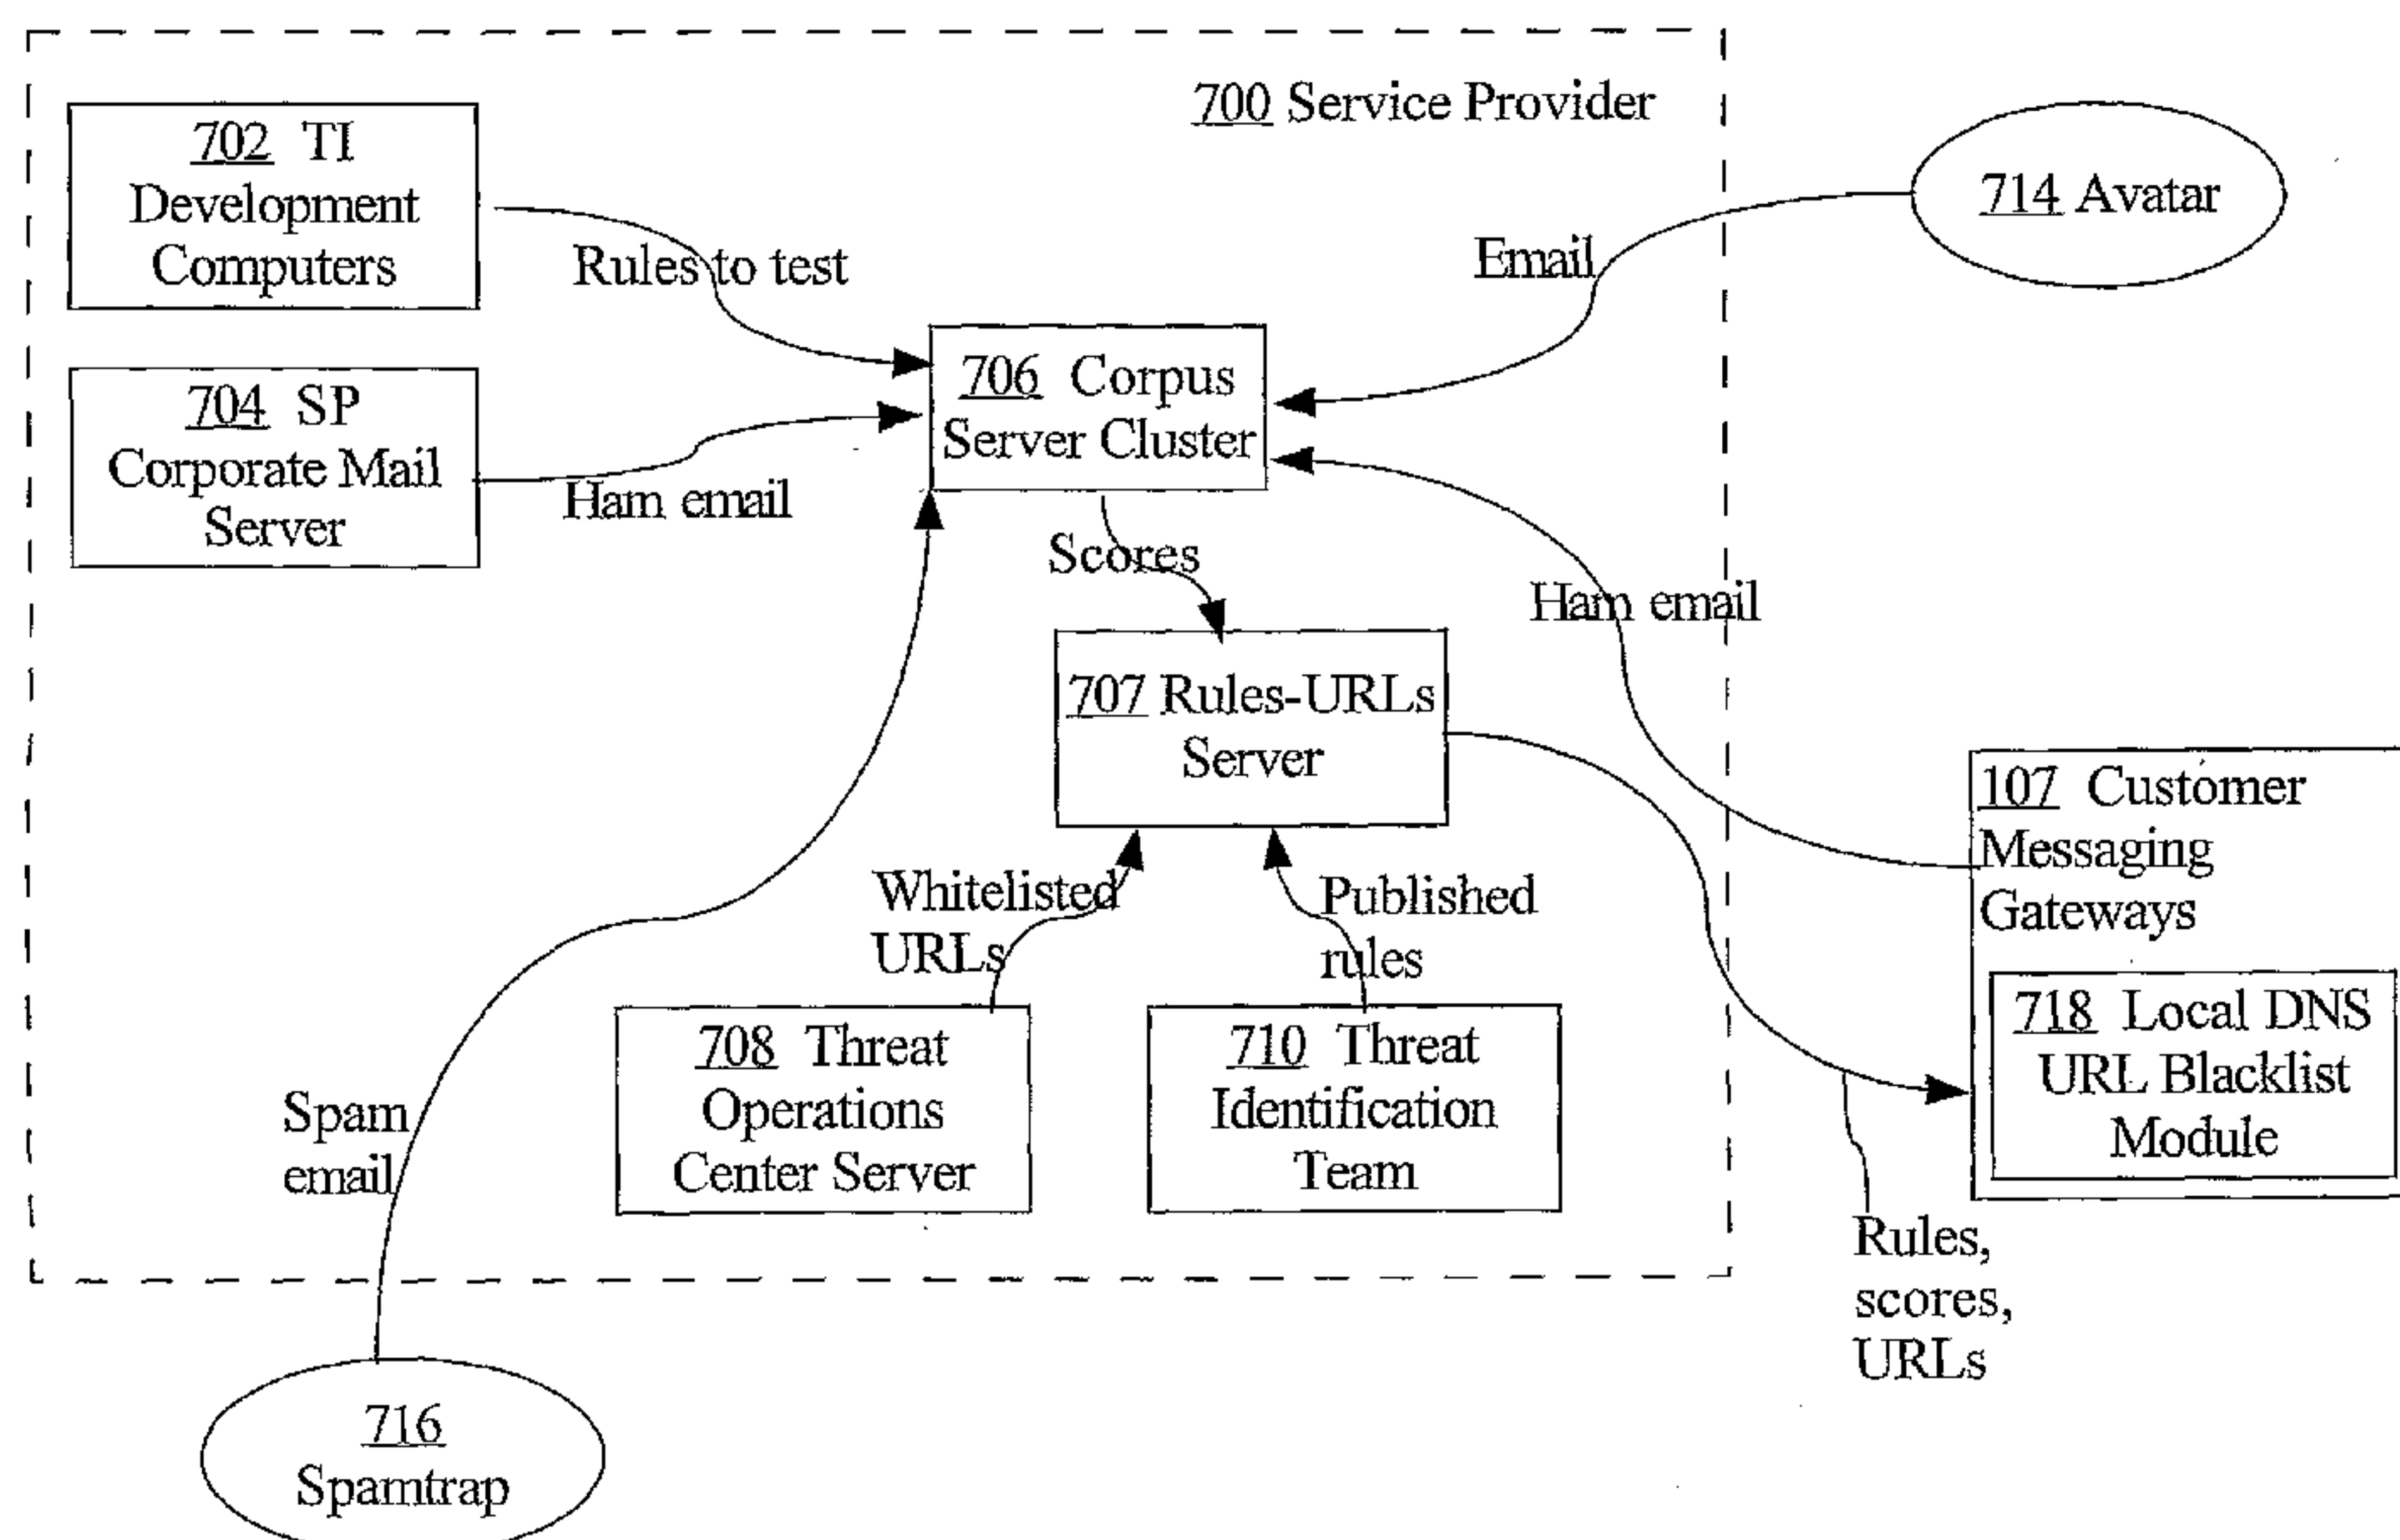 700 Service Provider
702 TI
Development
Computers
Rules to test
714 Avatar
Email
704 SP
Corporate Mail
Server
Ham email
706 Corpus
Server Cluster
Scores
Ham email
707 Rules-URLs
Server
107 Customer
Messaging
Gateways
Whitelisted
URLs
Published
rules
718 Local DNS
URL Blacklist
Module
708 Threat
Operations
Center Server
710 Threat
Identification
Team
Spam
email
Rules,
scores,
URLs
716
Spamtrap